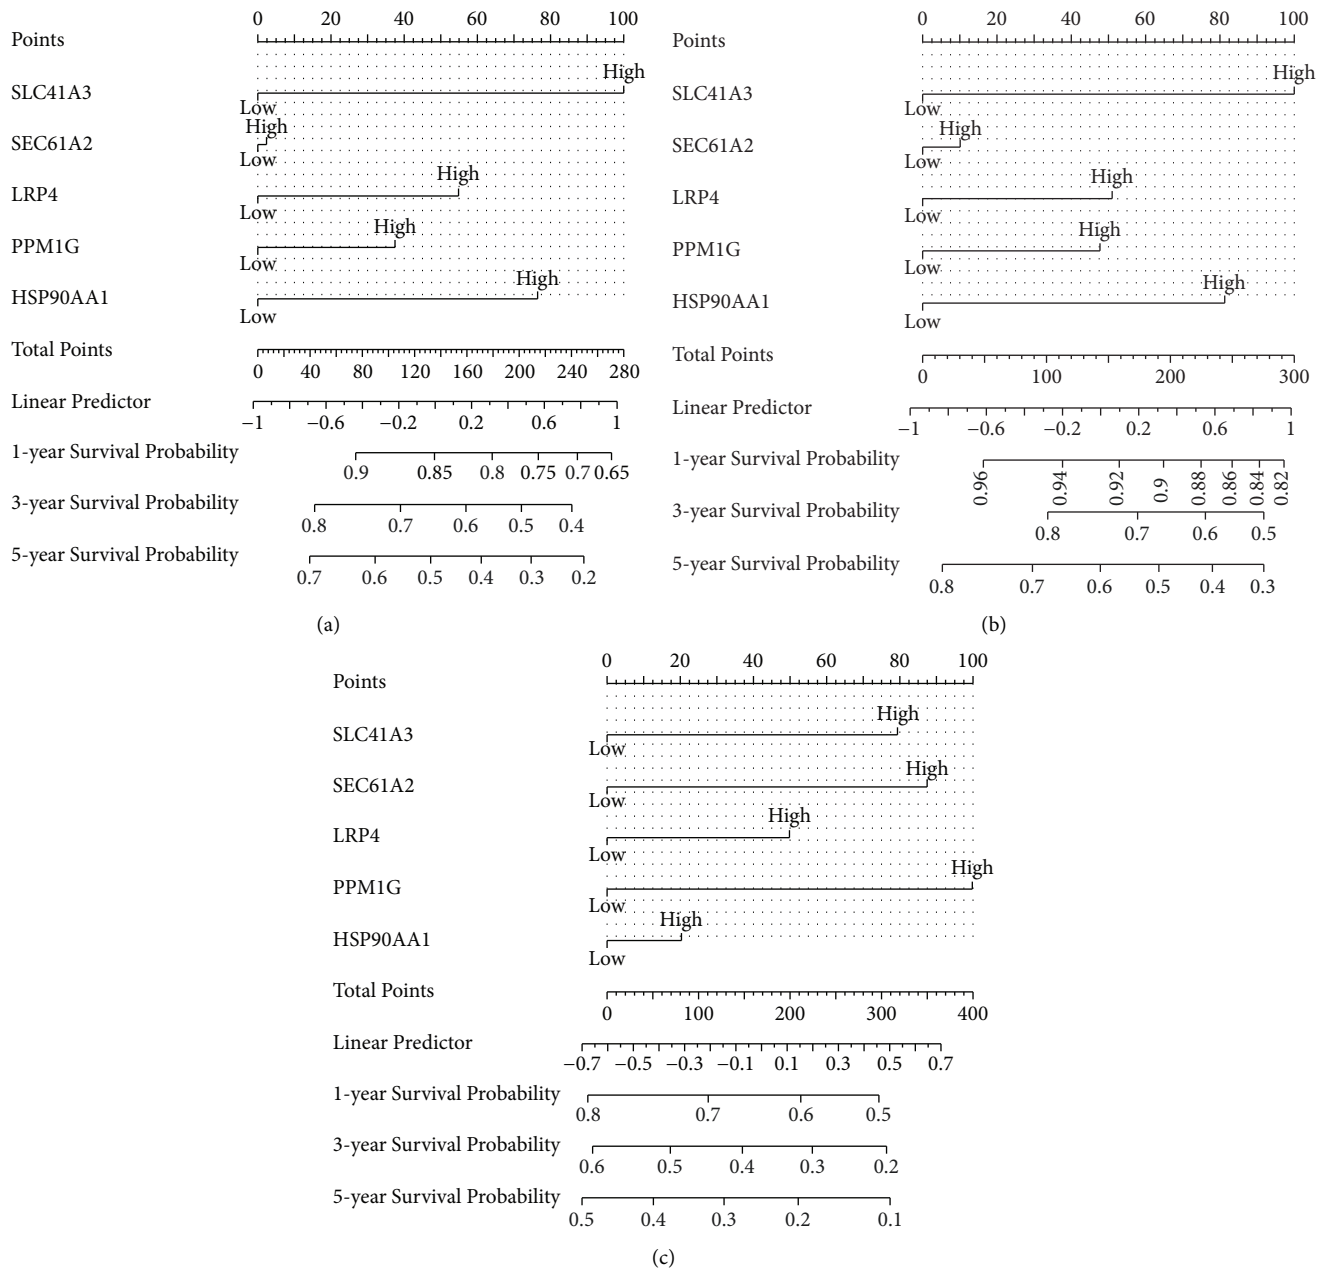 0 20 40 60 80 100
Points
High
SLC41A3
Low
High
SEC61A2
Low
High
LRP4
Low
High
PPM1G
Low
High
HSP90AA1
Low
Total Points
0 40 80 120 160 200 240 280
Linear Predictor
−1 −0.6 −0.2 0.2 0.6 1
1-year Survival Probability
0.9 0.85 0.8 0.75 0.7 0.65
3-year Survival Probability
0.8 0.7 0.6 0.5 0.4
5-year Survival Probability
0.7 0.6 0.5 0.4 0.3 0.2
(a)
0 20 40 60 80 100
Points
High
SLC41A3
Low
High
SEC61A2
Low
High
LRP4
Low
High
PPM1G
Low
High
HSP90AA1
Low
Total Points
0 100 200 300
Linear Predictor
−1 −0.6 −0.2 0.2 0.6 1
1-year Survival Probability
0.96 0.94 0.92 0.9 0.88 0.86 0.84 0.82
3-year Survival Probability
0.8 0.7 0.6 0.5
5-year Survival Probability
0.8 0.7 0.6 0.5 0.4 0.3
(b)
0 20 40 60 80 100
Points
High
SLC41A3
Low
High
SEC61A2
Low
High
LRP4
Low
High
PPM1G
Low
High
HSP90AA1
Low
Total Points
0 100 200 300 400
Linear Predictor
−0.7 −0.5 −0.3 −0.1 0.1 0.3 0.5 0.7
1-year Survival Probability
0.8 0.7 0.6 0.5
3-year Survival Probability
0.6 0.5 0.4 0.3 0.2
5-year Survival Probability
0.5 0.4 0.3 0.2 0.1
(c)